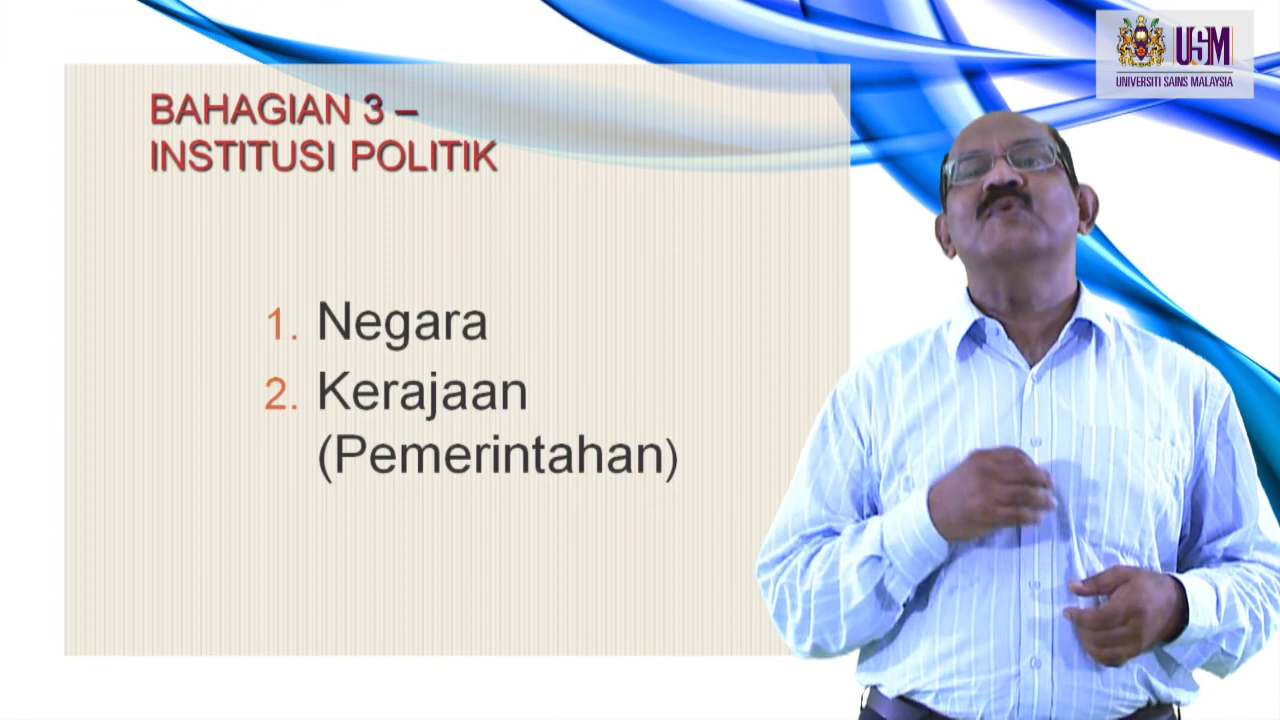 BAHAGIAN 3 –
INSTITUSI POLITIK
1. Negara
2. Kerajaan
(Pemerintahan)
USM
UNIVERSITI SAINS MALAYSIA